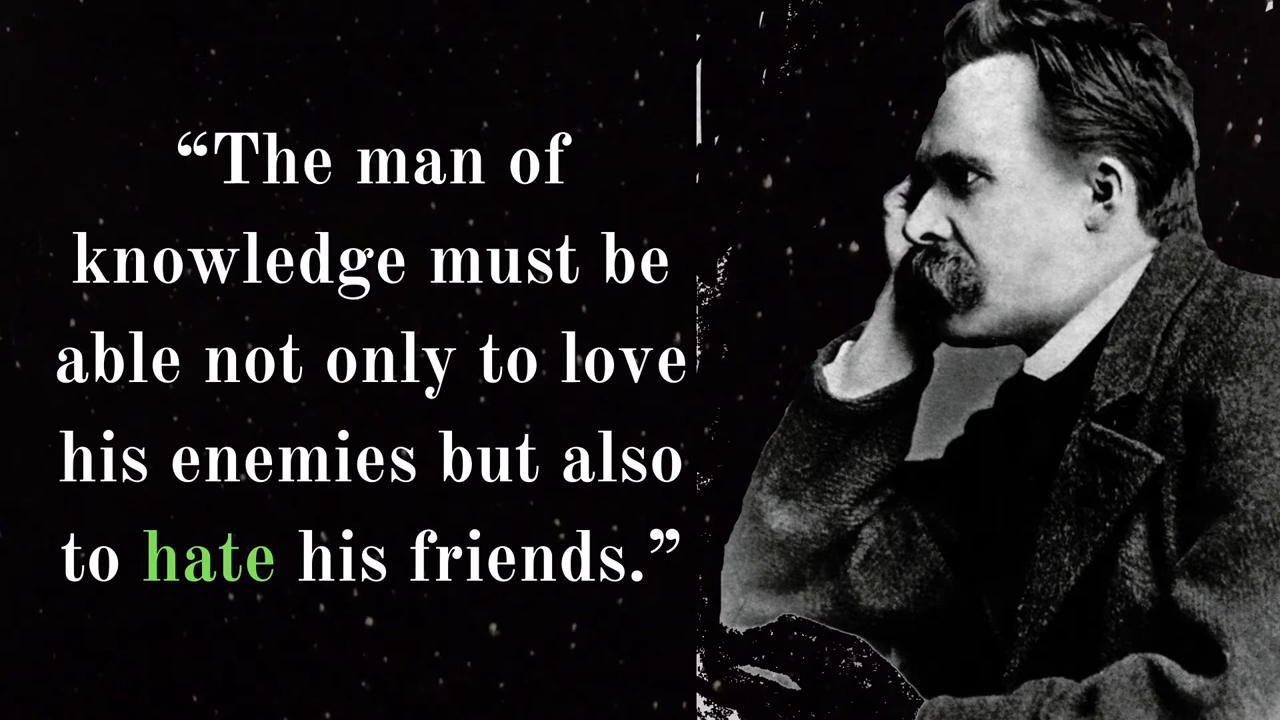 “The man of
knowledge must be
able not only to love
his enemies but also
to hate his friends.”